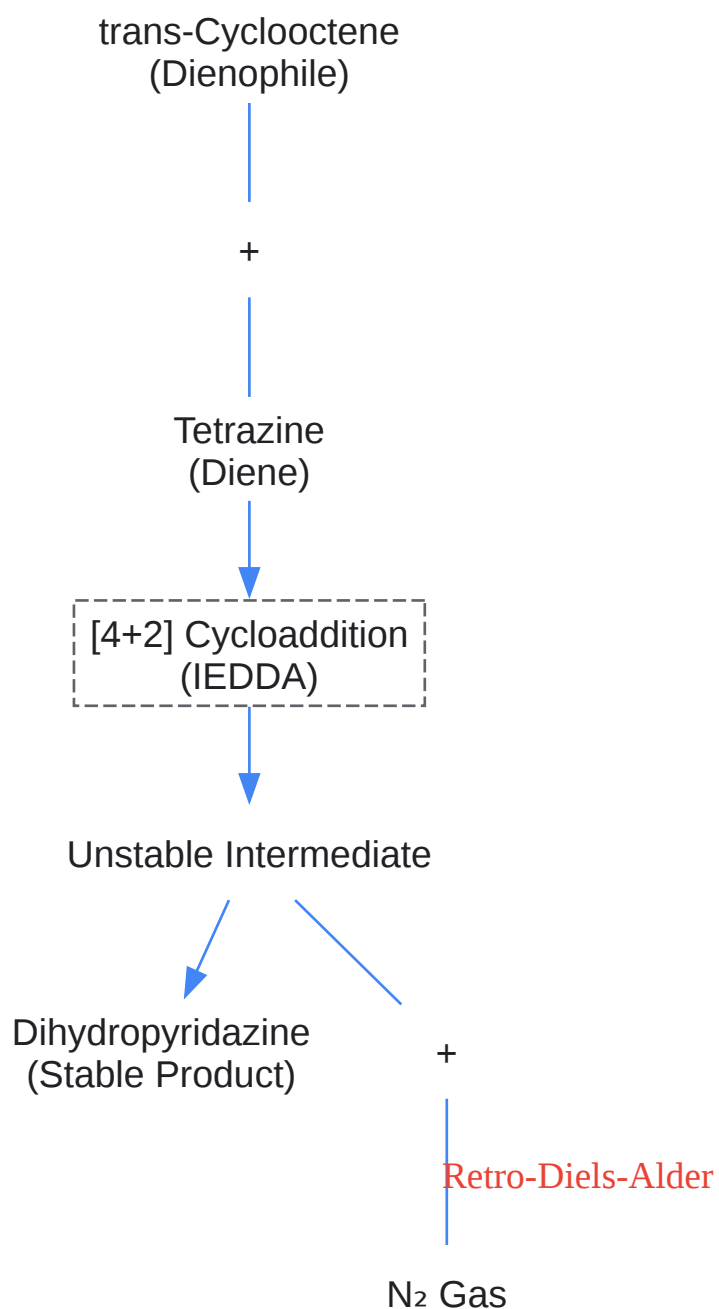 trans-Cyclooctene
(Dienophile)
+
Tetrazine
(Diene)
[4+2] Cycloaddition
(IEDDA)
Unstable Intermediate
Dihydropyridazine
(Stable Product)
+
Retro-Diels-Alder
N₂ Gas